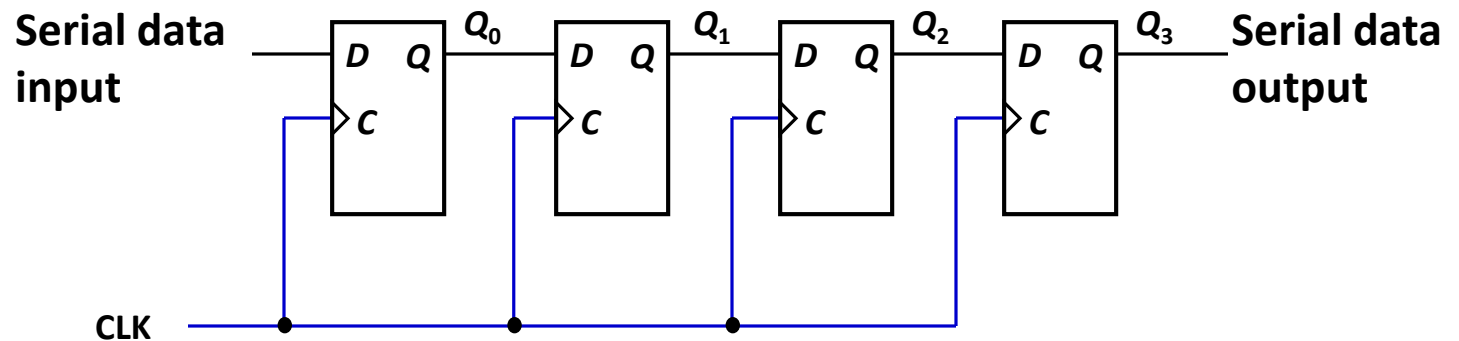 Serial data
input
Q₀
Q₁
Q₂
Q₃
Serial data
output
D Q
C
D Q
C
D Q
C
D Q
C
CLK